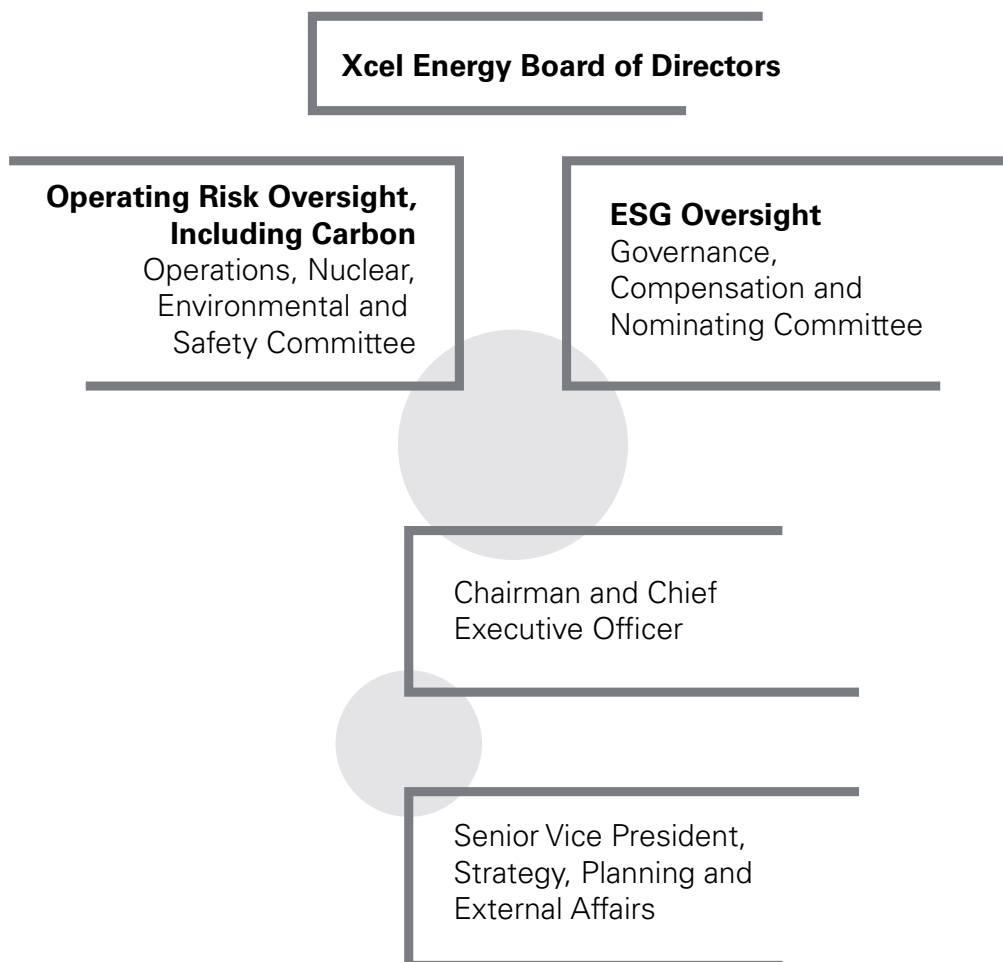 Xcel Energy Board of Directors
Operating Risk Oversight,
Including Carbon
Operations, Nuclear,
Environmental and
Safety Committee
ESG Oversight
Governance,
Compensation and
Nominating Committee
Chairman and Chief
Executive Officer
Senior Vice President,
Strategy, Planning and
External Affairs